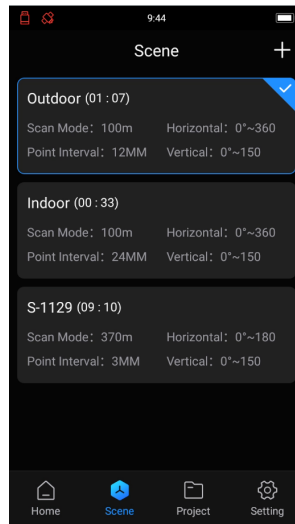 9:44
Scene
Outdoor (01 : 07)
Scan Mode： 100m Horizontal： 0°~360
Point Interval： 12MM Vertical： 0°~150
Indoor (00 : 33)
Scan Mode： 100m Horizontal： 0°~360
Point Interval： 24MM Vertical： 0°~150
S-1129 (09 : 10)
Scan Mode： 370m Horizontal： 0°~180
Point Interval： 3MM Vertical： 0°~150
Home Scene Project Setting